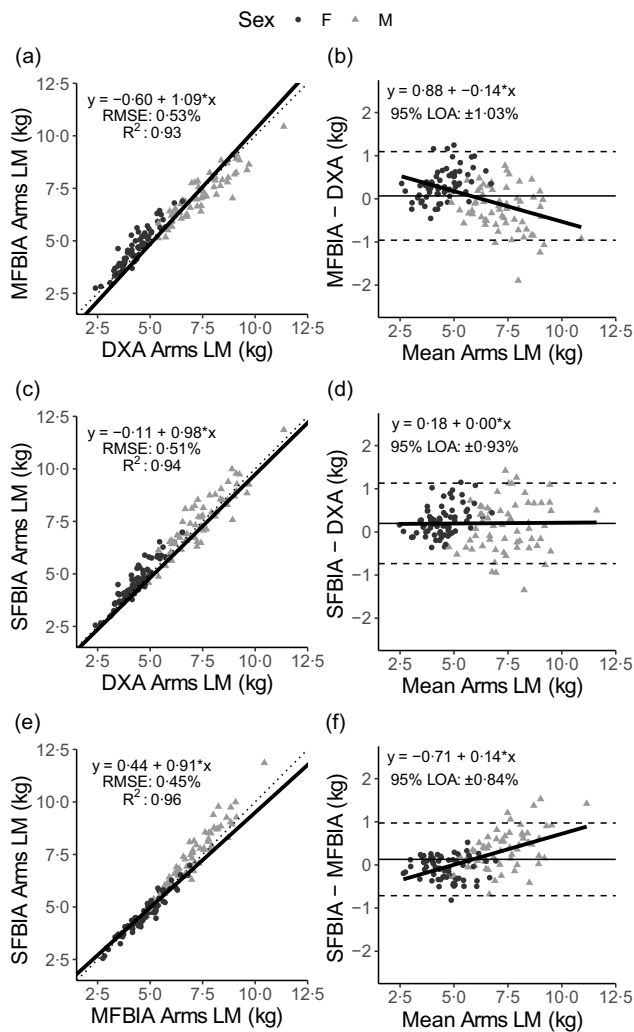 Sex F M
(a)
y = −0·60 + 1·09*x
RMSE: 0·53%
R²: 0·93
MFBIA Arms LM (kg)
12·5
10·0
7·5
5·0
2·5
2·5 5·0 7·5 10·0 12·5
DXA Arms LM (kg)
(b)
y = 0·88 + −0·14*x
95% LOA: ±1·03%
MFBIA − DXA (kg)
2
1
0
−1
−2
2·5 5·0 7·5 10·0 12·5
Mean Arms LM (kg)
(c)
y = −0·11 + 0·98*x
RMSE: 0·51%
R²: 0·94
SFBIA Arms LM (kg)
12·5
10·0
7·5
5·0
2·5
2·5 5·0 7·5 10·0 12·5
DXA Arms LM (kg)
(d)
y = 0·18 + 0·00*x
95% LOA: ±0·93%
SFBIA − DXA (kg)
2
1
0
−1
−2
2·5 5·0 7·5 10·0 12·5
Mean Arms LM (kg)
(e)
y = 0·44 + 0·91*x
RMSE: 0·45%
R²: 0·96
SFBIA Arms LM (kg)
12·5
10·0
7·5
5·0
2·5
2·5 5·0 7·5 10·0 12·5
MFBIA Arms LM (kg)
(f)
y = −0·71 + 0·14*x
95% LOA: ±0·84%
SFBIA − MFBIA (kg)
2
1
0
−1
−2
2·5 5·0 7·5 10·0 12·5
Mean Arms LM (kg)